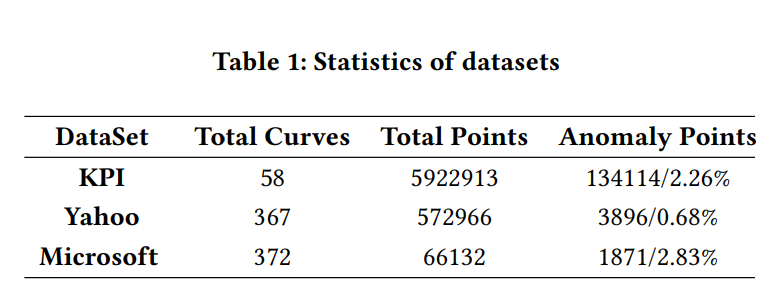 Table 1: Statistics of datasets
DataSet Total Curves Total Points Anomaly Points
KPI 58 5922913 134114/2.26%
Yahoo 367 572966 3896/0.68%
Microsoft 372 66132 1871/2.83%